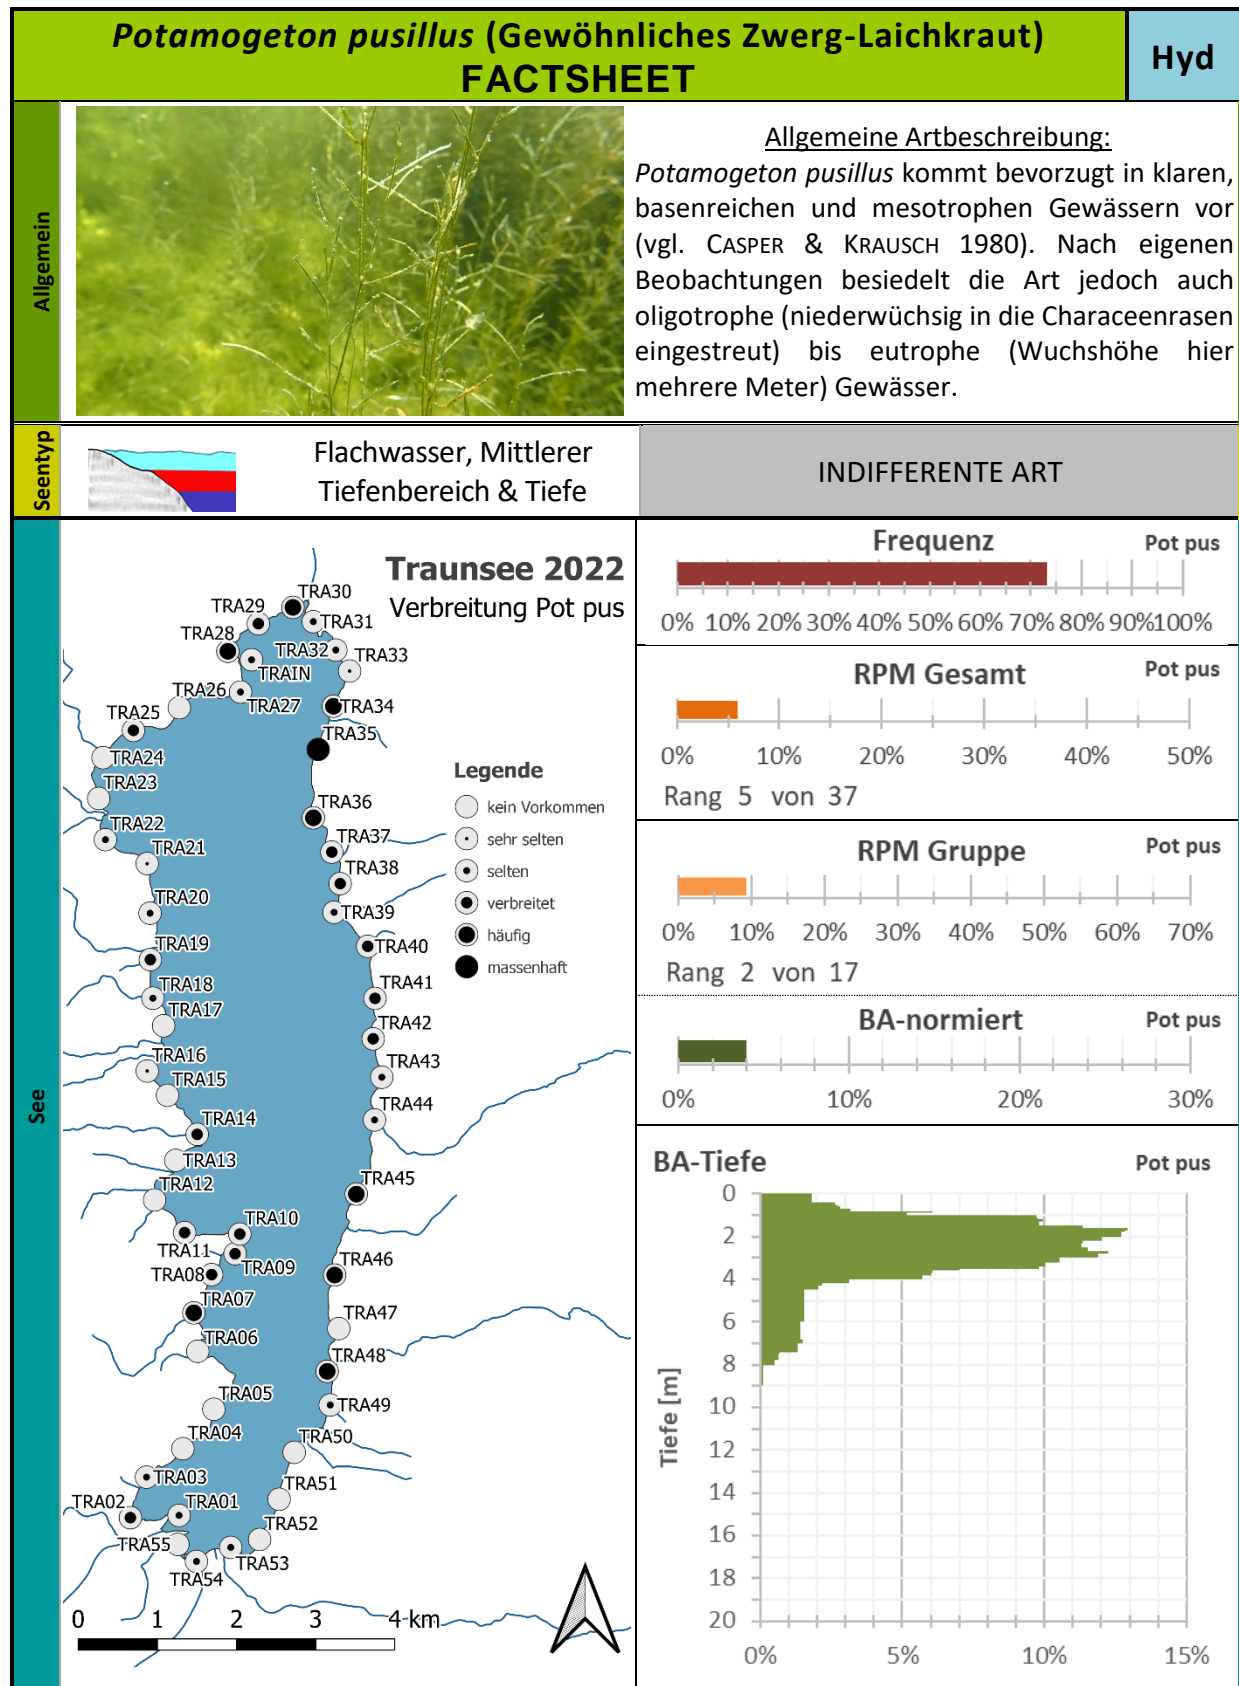 Potamogeton pusillus (Gewöhnliches Zwerg-Laichkraut)
FACTSHEET
Hyd
Allgemein
Allgemeine Artbeschreibung:
Potamogeton pusillus kommt bevorzugt in klaren,
basenreichen und mesotrophen Gewässern vor
(vgl. CASPER & KRAUSCH 1980). Nach eigenen
Beobachtungen besiedelt die Art jedoch auch
oligotrophe (niederwüchsig in die Characeenrasen
eingestreut) bis eutrophe (Wuchshöhe hier
mehrere Meter) Gewässer.
Seentyp
Flachwasser, Mittlerer
Tiefenbereich & Tiefe
INDIFFERENTE ART
See
Traunsee 2022
Verbreitung Pot pus
TRA30
TRA29
TRA31
TRA28
TRA32
TRA33
TRAIN
TRA26
TRA27
TRA34
TRA25
TRA35
TRA24
TRA23
TRA36
TRA22
TRA37
TRA21
TRA38
TRA20
TRA39
TRA19
TRA40
TRA18
TRA41
TRA17
TRA42
TRA16
TRA43
TRA15
TRA44
TRA14
TRA13
TRA12
TRA45
TRA10
TRA11
TRA09
TRA08
TRA46
TRA07
TRA47
TRA06
TRA48
TRA05
TRA49
TRA04
TRA50
TRA03
TRA51
TRA02
TRA01
TRA52
TRA55
TRA53
TRA54
Legende
kein Vorkommen
sehr selten
selten
verbreitet
häufig
massenhaft
0 1 2 3 4 km
Frequenz
Pot pus
0% 10% 20% 30% 40% 50% 60% 70% 80% 90% 100%
RPM Gesamt
Pot pus
0% 10% 20% 30% 40% 50%
Rang 5 von 37
RPM Gruppe
Pot pus
0% 10% 20% 30% 40% 50% 60% 70%
Rang 2 von 17
BA-normiert
Pot pus
0% 10% 20% 30%
BA-Tiefe
Pot pus
Tiefe [m]
0
2
4
6
8
10
12
14
16
18
20
0% 5% 10% 15%